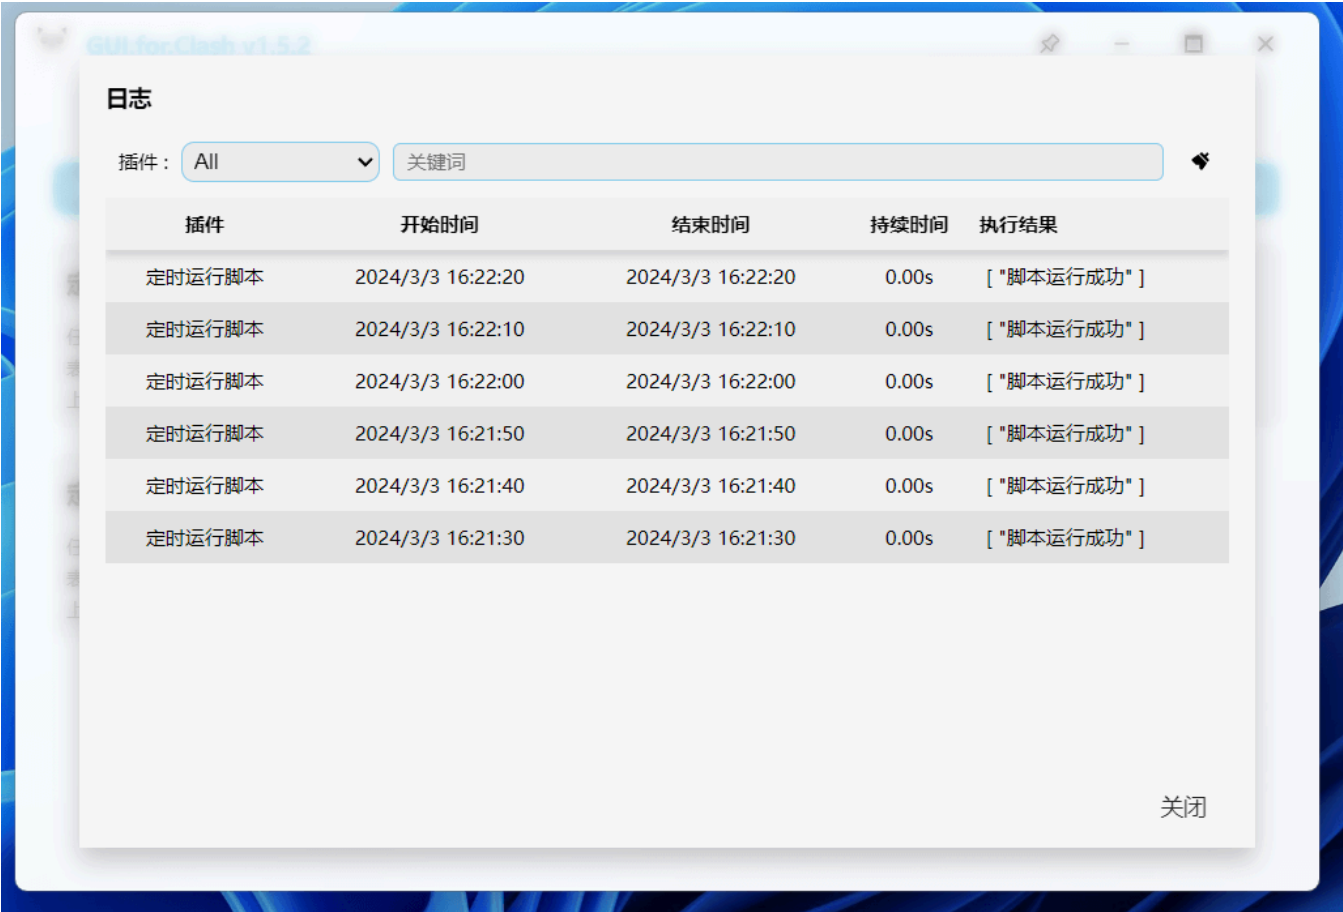 GUI.for.Clash v1.5.2
日志
插件： All 关键词
插件 开始时间 结束时间 持续时间 执行结果
定时运行脚本 2024/3/3 16:22:20 2024/3/3 16:22:20 0.00s [ "脚本运行成功" ]
定时运行脚本 2024/3/3 16:22:10 2024/3/3 16:22:10 0.00s [ "脚本运行成功" ]
定时运行脚本 2024/3/3 16:22:00 2024/3/3 16:22:00 0.00s [ "脚本运行成功" ]
定时运行脚本 2024/3/3 16:21:50 2024/3/3 16:21:50 0.00s [ "脚本运行成功" ]
定时运行脚本 2024/3/3 16:21:40 2024/3/3 16:21:40 0.00s [ "脚本运行成功" ]
定时运行脚本 2024/3/3 16:21:30 2024/3/3 16:21:30 0.00s [ "脚本运行成功" ]
关闭